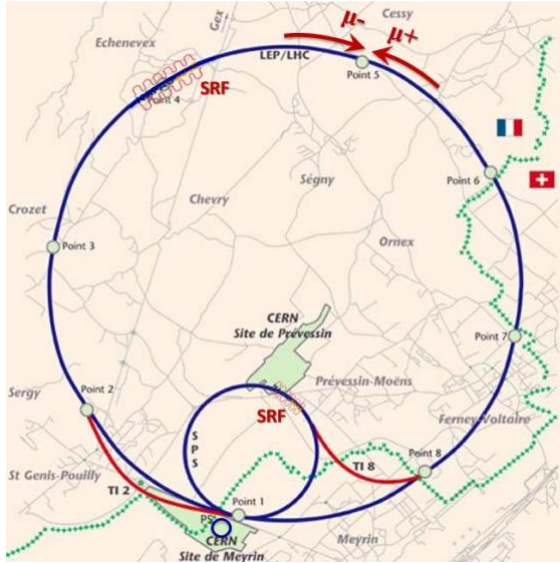 Cessy
μ-
μ+
Gex
Echenevex
LEP/LHC
Point 5
Point 4
SRF
Point 6
Chevry
Ségny
Crozet
Point 3
Ornex
CERN
Site de Prévessin
Point 7
Sergy
Point 2
Prévessin-Moëns
SRF
Ferney-Voltaire
SPS
St Genis-Pouilly
TI 2
TI 8
Point 8
Point 1
PS
CERN
Site de Meyrin
Meyrin